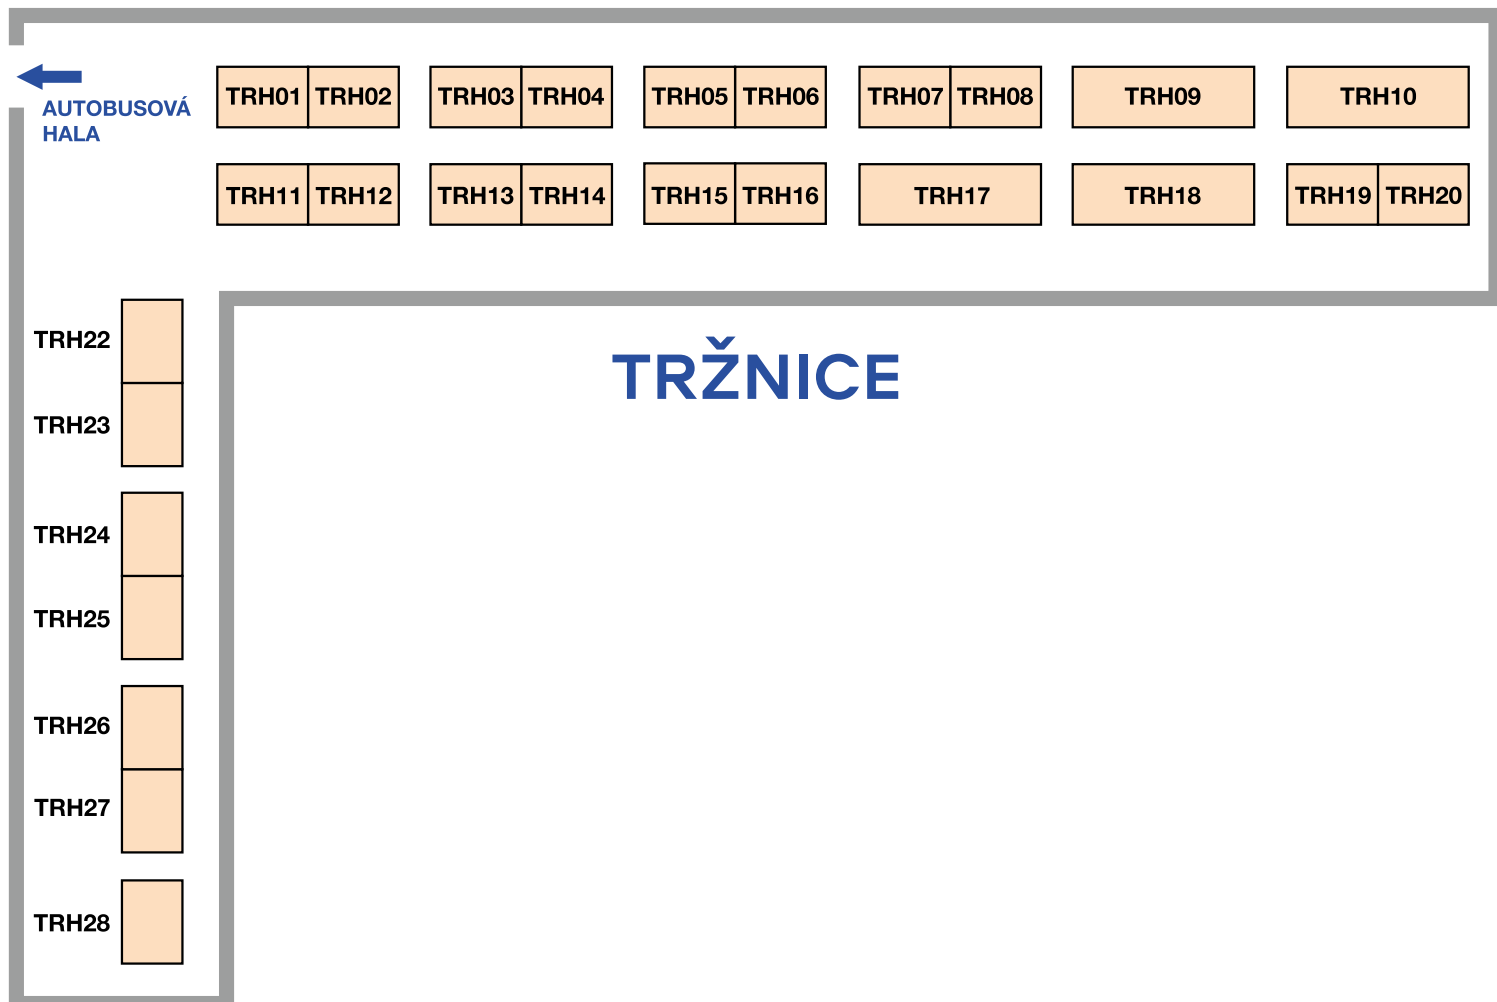 AUTOBUSOVÁ
HALA
TRH01 TRH02 TRH03 TRH04 TRH05 TRH06 TRH07 TRH08 TRH09 TRH10
TRH11 TRH12 TRH13 TRH14 TRH15 TRH16 TRH17 TRH18 TRH19 TRH20
TRŽNICE
TRH22
TRH23
TRH24
TRH25
TRH26
TRH27
TRH28